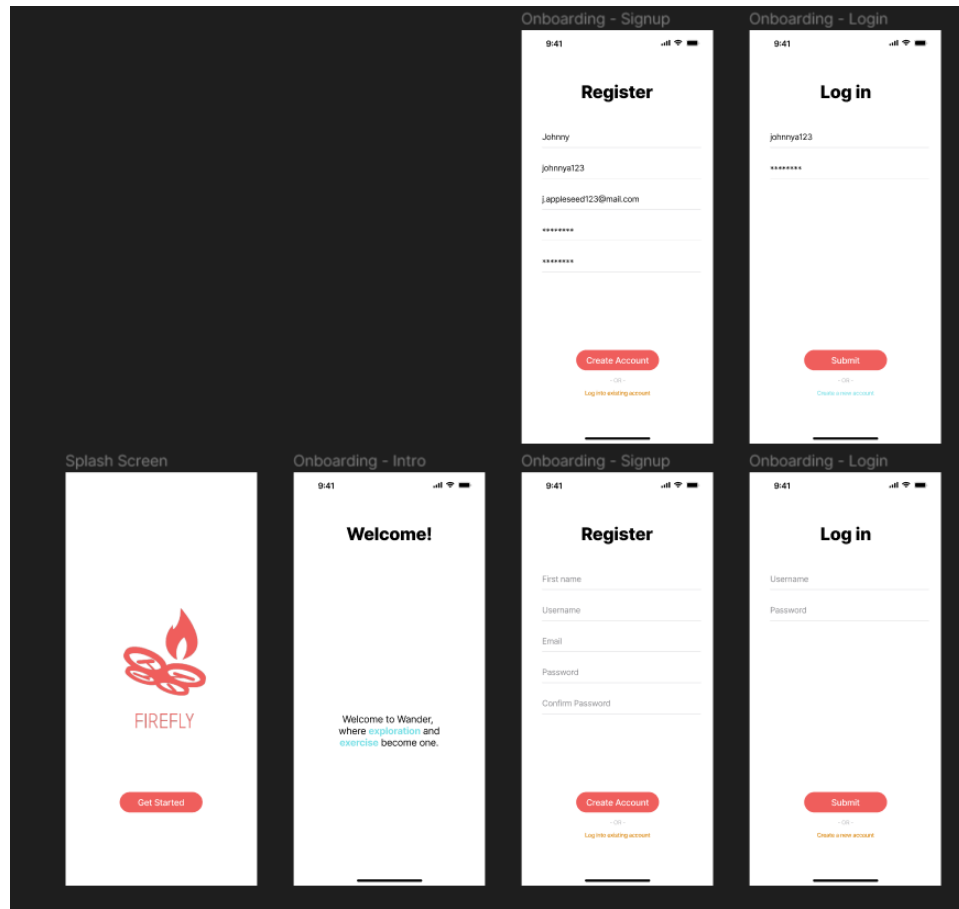 Onboarding - Signup
9:41
Register
Johnny
johnnya123
j.appleseed123@mail.com
********
********
Create Account
- OR -
Log into existing account
Onboarding - Login
9:41
Log in
johnnya123
********
Submit
- OR -
Create a new account
Splash Screen
FIREFLY
Get Started
Onboarding - Intro
9:41
Welcome!
Welcome to Wander,
where exploration and
exercise become one.
Onboarding - Signup
9:41
Register
First name
Username
Email
Password
Confirm Password
Create Account
- OR -
Log into existing account
Onboarding - Login
9:41
Log in
Username
Password
Submit
- OR -
Create a new account